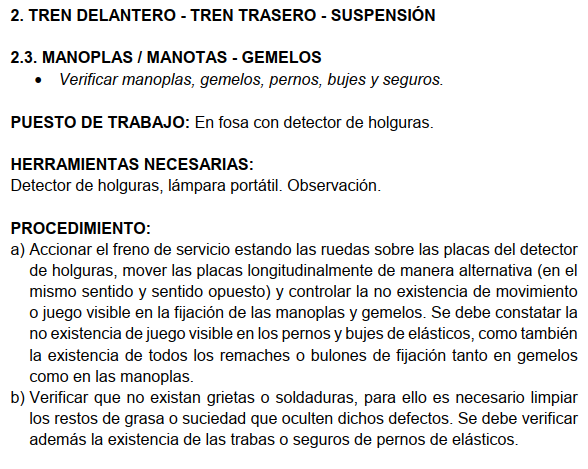 2. TREN DELANTERO - TREN TRASERO - SUSPENSIÓN
2.3. MANOPLAS / MANOTAS - GEMELOS
• Verificar manoplas, gemelos, pernos, bujes y seguros.
PUESTO DE TRABAJO: En fosa con detector de holguras.
HERRAMIENTAS NECESARIAS:
Detector de holguras, lámpara portátil. Observación.
PROCEDIMIENTO:
a) Accionar el freno de servicio estando las ruedas sobre las placas del detector
de holguras, mover las placas longitudinalmente de manera alternativa (en el
mismo sentido y sentido opuesto) y controlar la no existencia de movimiento
o juego visible en la fijación de las manoplas y gemelos. Se debe constatar la
no existencia de juego visible en los pernos y bujes de elásticos, como también
la existencia de todos los remaches o bulones de fijación tanto en gemelos
como en las manoplas.
b) Verificar que no existan grietas o soldaduras, para ello es necesario limpiar
los restos de grasa o suciedad que oculten dichos defectos. Se debe verificar
además la existencia de las trabas o seguros de pernos de elásticos.